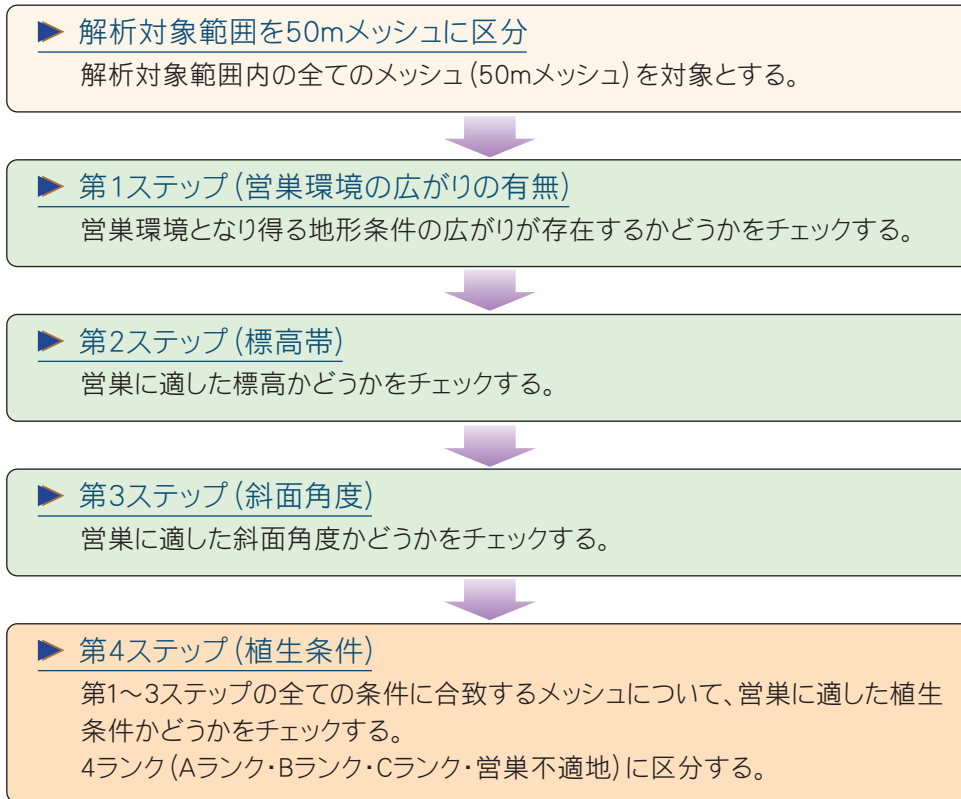 解析対象範囲を50mメッシュに区分
解析対象範囲内の全てのメッシュ(50mメッシュ)を対象とする。
第1ステップ(営巣環境の広がりの有無)
営巣環境となり得る地形条件の広がりが存在するかどうかをチェックする。
第2ステップ(標高帯)
営巣に適した標高かどうかをチェックする。
第3ステップ(斜面角度)
営巣に適した斜面角度かどうかをチェックする。
第4ステップ(植生条件)
第1～3ステップの全ての条件に合致するメッシュについて、営巣に適した植生
条件かどうかをチェックする。
4ランク(Aランク・Bランク・Cランク・営巣不適地)に区分する。